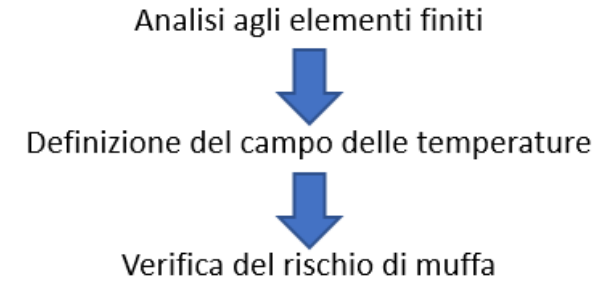 Analisi agli elementi finiti
Definizione del campo delle temperature
Verifica del rischio di muffa